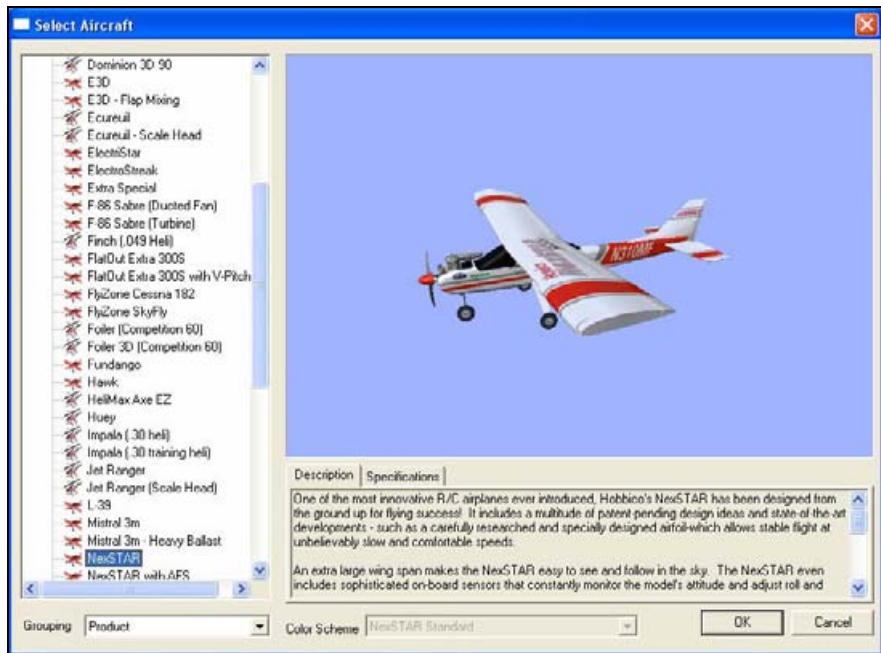 Select Aircraft
Dominion 3D 90
E3D
E3D - Flap Mixing
Ecureuil
Ecureuil - Scale Head
ElectriStar
ElectroStreak
Extra Special
F-86 Sabre (Ducted Fan)
F-86 Sabre (Turbine)
Finch (.049 Heli)
FlatOut Extra 300S
FlatOut Extra 300S with V-Pitch
FlyZone Cessna 182
FlyZone SkyFly
Foiler (Competition 60)
Foiler 3D (Competition 60)
Fundango
Hawk
HeliMax Axe EZ
Huey
Impala (.30 heli)
Impala (.30 training heli)
Jet Ranger
Jet Ranger (Scale Head)
L-39
Mistral 3m
Mistral 3m - Heavy Ballast
NexSTAR
NexSTAR with AFS
N310MF
Description
Specifications
One of the most innovative R/C airplanes ever introduced, Hobbico's NexSTAR has been designed from
the ground up for flying success! It includes a multitude of patent-pending design ideas and state-of-the-art
developments - such as a carefully researched and specially designed airfoil-which allows stable flight at
unbelievably slow and comfortable speeds.
An extra large wing span makes the NexSTAR easy to see and follow in the sky. The NexSTAR even
includes sophisticated on-board sensors that constantly monitor the model's attitude and adjust roll and
Grouping Product
Color Scheme NexSTAR Standard
OK
Cancel